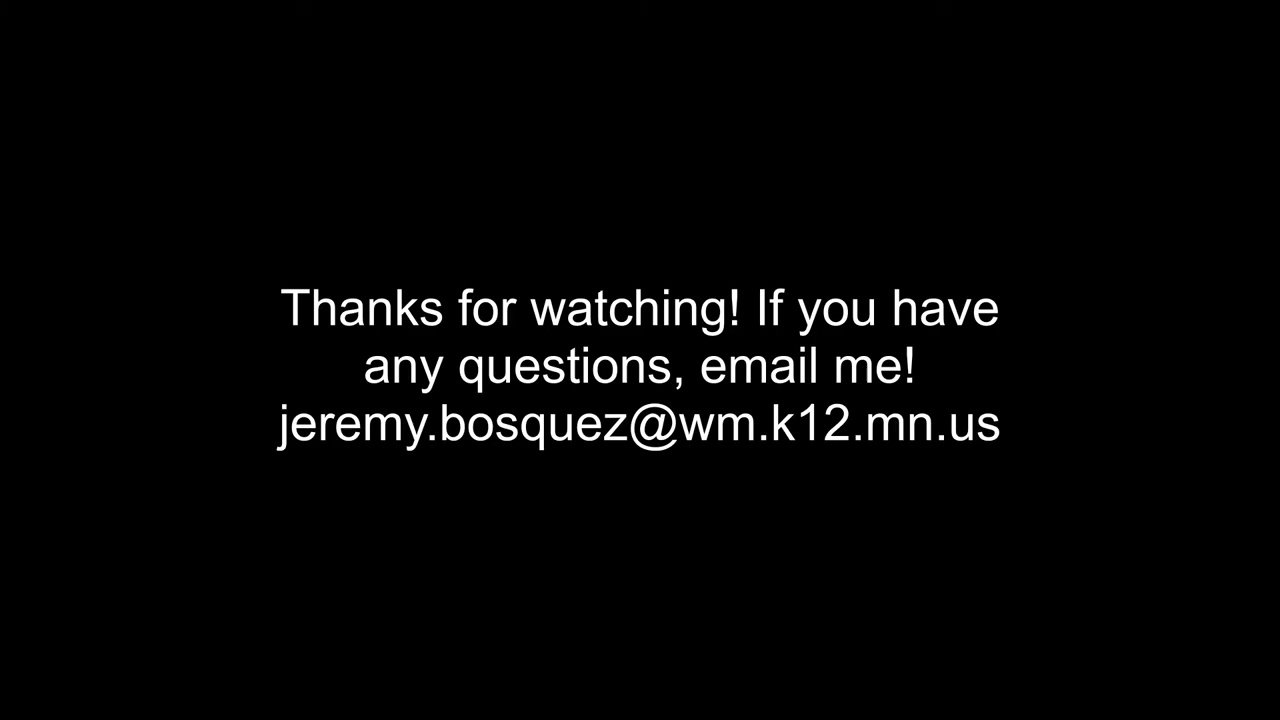 Thanks for watching! If you have
any questions, email me!
jeremy.bosquez@wm.k12.mn.us